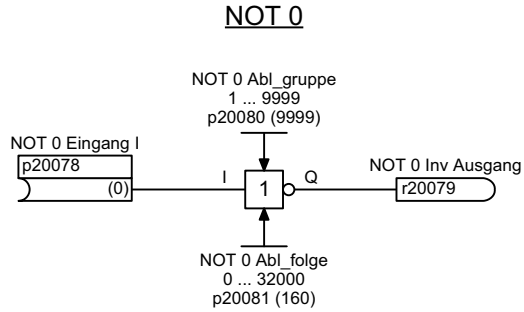 NOT 0
NOT 0 Abl_gruppe
1 ... 9999
p20080 (9999)
NOT 0 Eingang I
p20078
(0)
I
1
Q
NOT 0 Inv Ausgang
r20079
NOT 0 Abl_folge
0 ... 32000
p20081 (160)